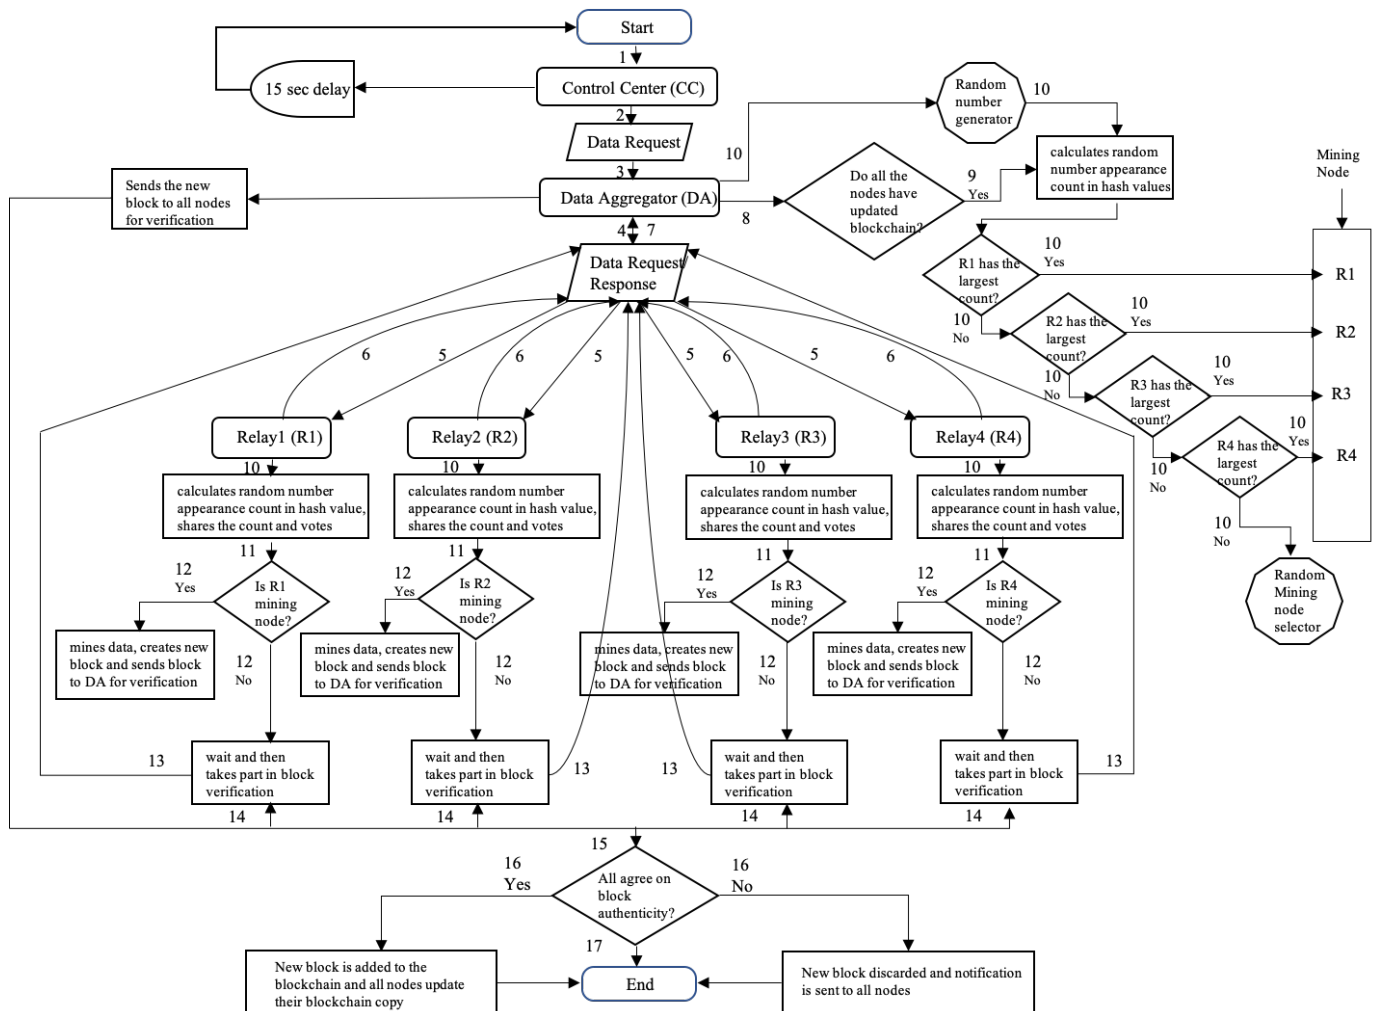 Start
1
15 sec delay
Control Center (CC)
2
Data Request
3
Data Aggregator (DA)
Sends the new
block to all nodes
for verification
10
8
Do all the
nodes have
updated
blockchain?
9
Yes
Random
number
generator
10
calculates random
number appearance
count in hash values
Mining
Node
4
7
Data Request
Response
R1 has the
largest
count?
10
Yes
R1
10
No
R2 has the
largest
count?
10
Yes
R2
10
No
R3 has the
largest
count?
10
Yes
R3
10
No
R4 has the
largest
count?
10
Yes
R4
10
No
Random
Mining
node
selector
6
5
6
5
5
6
5
6
Relay1 (R1)
Relay2 (R2)
Relay3 (R3)
Relay4 (R4)
10
10
10
10
calculates random number
appearance count in hash value,
shares the count and votes
calculates random number
appearance count in hash value,
shares the count and votes
calculates random number
appearance count in hash value,
shares the count and votes
calculates random number
appearance count in hash value,
shares the count and votes
11
11
11
11
12
Yes
Is R1
mining
node?
12
Yes
Is R2
mining
node?
12
Yes
Is R3
mining
node?
12
Yes
Is R4
mining
node?
mines data, creates new
block and sends block
to DA for verification
12
No
mines data, creates new
block and sends block
to DA for verification
12
No
mines data, creates new
block and sends block
to DA for verification
12
No
mines data, creates new
block and sends block
to DA for verification
12
No
13
wait and then
takes part in block
verification
wait and then
takes part in block
verification
13
13
wait and then
takes part in block
verification
wait and then
takes part in block
verification
13
14
14
14
14
15
16
Yes
All agree on
block
authenticity?
16
No
17
New block is added to the
blockchain and all nodes update
their blockchain copy
End
New block discarded and notification
is sent to all nodes